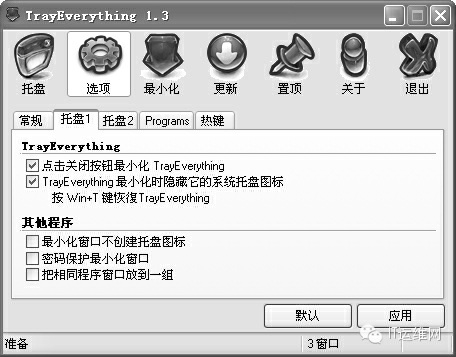 TrayEverything 1.3
托盘 选项 最小化 更新 置顶 关于 退出
常规 托盘1 托盘2 Programs 热键
TrayEverything
点击关闭按钮最小化 TrayEverything
TrayEverything 最小化时隐藏它的系统托盘图标
按 Win+T 键恢復TrayEverything
其他程序
最小化窗口不创建托盘图标
密码保护最小化窗口
把相同程序窗口放到一组
默认 应用
准备 3 窗口
IT运维网